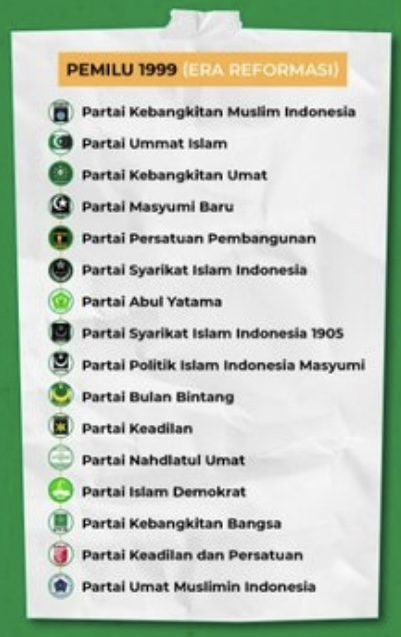 PEMILU 1999 (ERA REFORMASI)
Partai Kebangkitan Muslim Indonesia
Partai Ummat Islam
Partai Kebangkitan Umat
Partai Masyumi Baru
Partai Persatuan Pembangunan
Partai Syarikat Islam Indonesia
Partai Abul Yatama
Partai Syarikat Islam Indonesia 1905
Partai Politik Islam Indonesia Masyumi
Partai Bulan Bintang
Partai Keadilan
Partai Nahdlatul Umat
Partai Islam Demokrat
Partai Kebangkitan Bangsa
Partai Keadilan dan Persatuan
Partai Umat Muslimin Indonesia